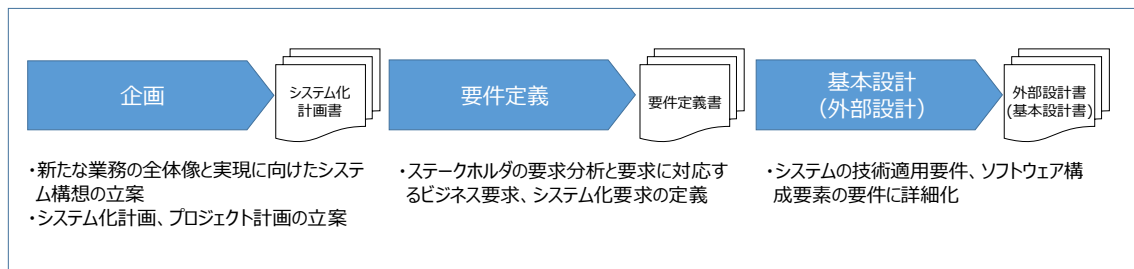 企画
システム化
計画書
要件定義
要件定義書
基本設計
（外部設計）
外部設計書
(基本設計書)
・新たな業務の全体像と実現に向けたシステ
ム構想の立案
・システム化計画、プロジェクト計画の立案
・ステークホルダの要求分析と要求に対応す
るビジネス要求、システム化要求の定義
・システムの技術適用要件、ソフトウェア構
成要素の要件に詳細化